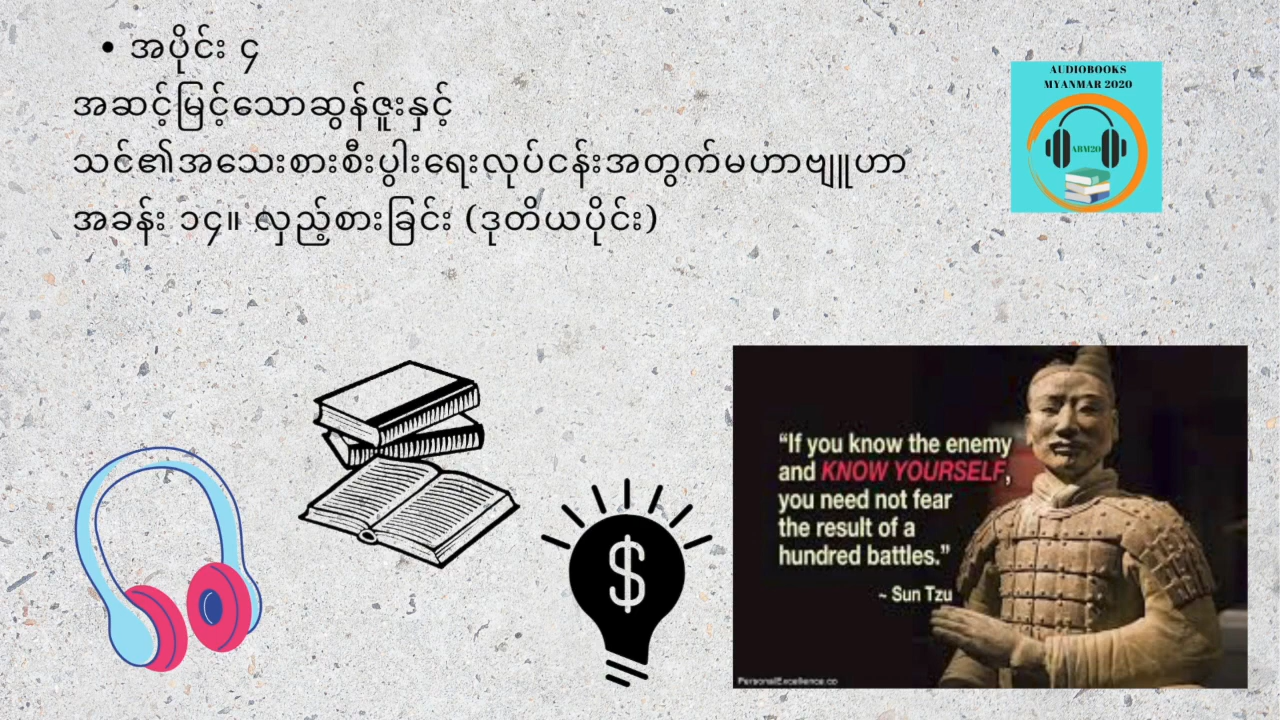 • အပိုင်း ၄
အဆင့်မြင့်သောဆွန်ဇူးနှင့်
သင်၏အသေးစားစီးပွါးရေးလုပ်ငန်းအတွက်မဟာဗျူဟာ
အခန်း ၁၄။ လှည့်စားခြင်း (ဒုတိယပိုင်း)
AUDIOBOOKS
MYANMAR 2020
ABM20
$
“If you know the enemy
and KNOW YOURSELF,
you need not fear
the result of a
hundred battles.”
~ Sun Tzu
PersonalExcellence.co